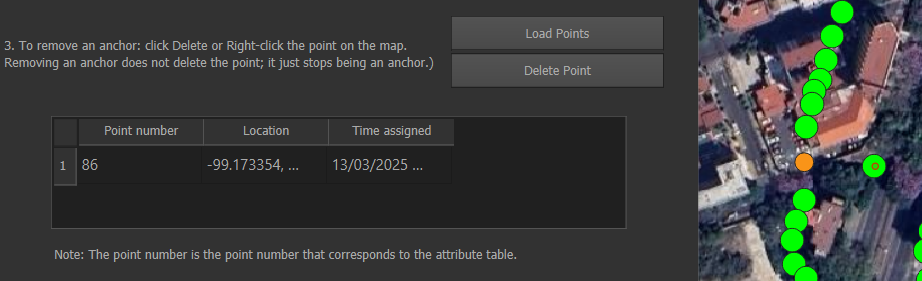 3. To remove an anchor: click Delete or Right-click the point on the map.
Removing an anchor does not delete the point; it just stops being an anchor.)
Load Points
Delete Point
Point number Location Time assigned
1 86 -99.173354, ... 13/03/2025 ...
Note: The point number is the point number that corresponds to the attribute table.